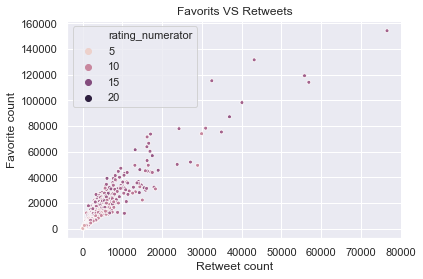 Favorits VS Retweets
160000
140000
120000
100000
80000
60000
40000
20000
0
Favorite count
rating_numerator
5
10
15
20
0 10000 20000 30000 40000 50000 60000 70000 80000
Retweet count